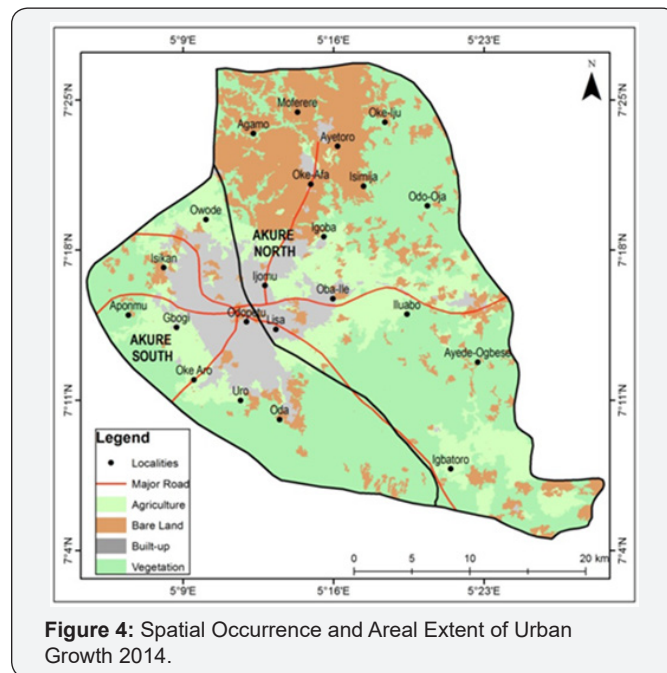 5°9'E 5°16'E 5°23'E
N
7°25'N 7°25'N
Moferere
Oke-Iju
Agamo
Ayetoro
Oke-Afa Isimija
Odo-Oja
Owode
Igoba
AKURE
NORTH
7°18'N 7°18'N
Isikan
Ijomu
Oba-Ile
Aponmu
Gbogi
Odopetu
Lisa
Iluabo
AKURE
SOUTH
Ayede-Ogbese
Oke Aro
Uro
Oda
7°11'N 7°11'N
Igbatoro
Legend
Localities
Major Road
Agriculture
Bare Land
Built-up
Vegetation
0 5 10 20 km
7°4'N 7°4'N
5°9'E 5°16'E 5°23'E
Figure 4: Spatial Occurrence and Areal Extent of Urban
Growth 2014.